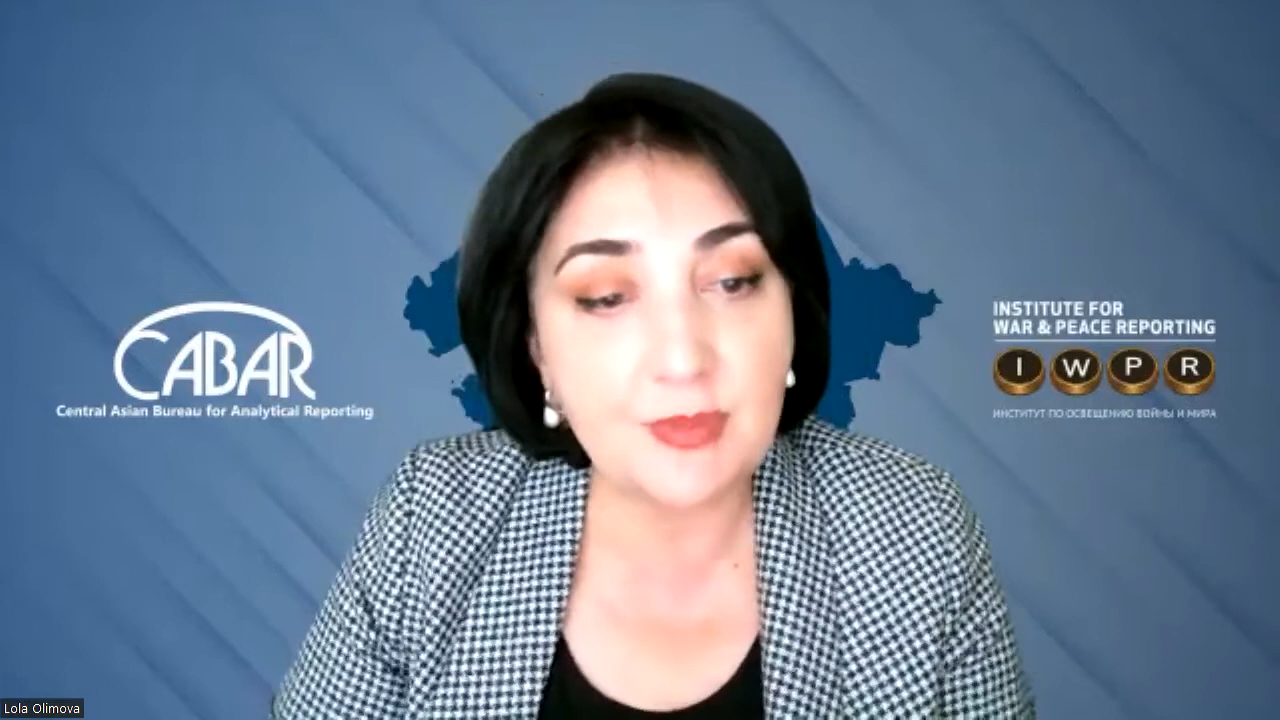 CABAR
Central Asian Bureau for Analytical Reporting
INSTITUTE FOR
WAR & PEACE REPORTING
I W P R
ИНСТИТУТ ПО ОСВЕЩЕНИЮ ВОЙНЫ И МИРА
Lola Olimova